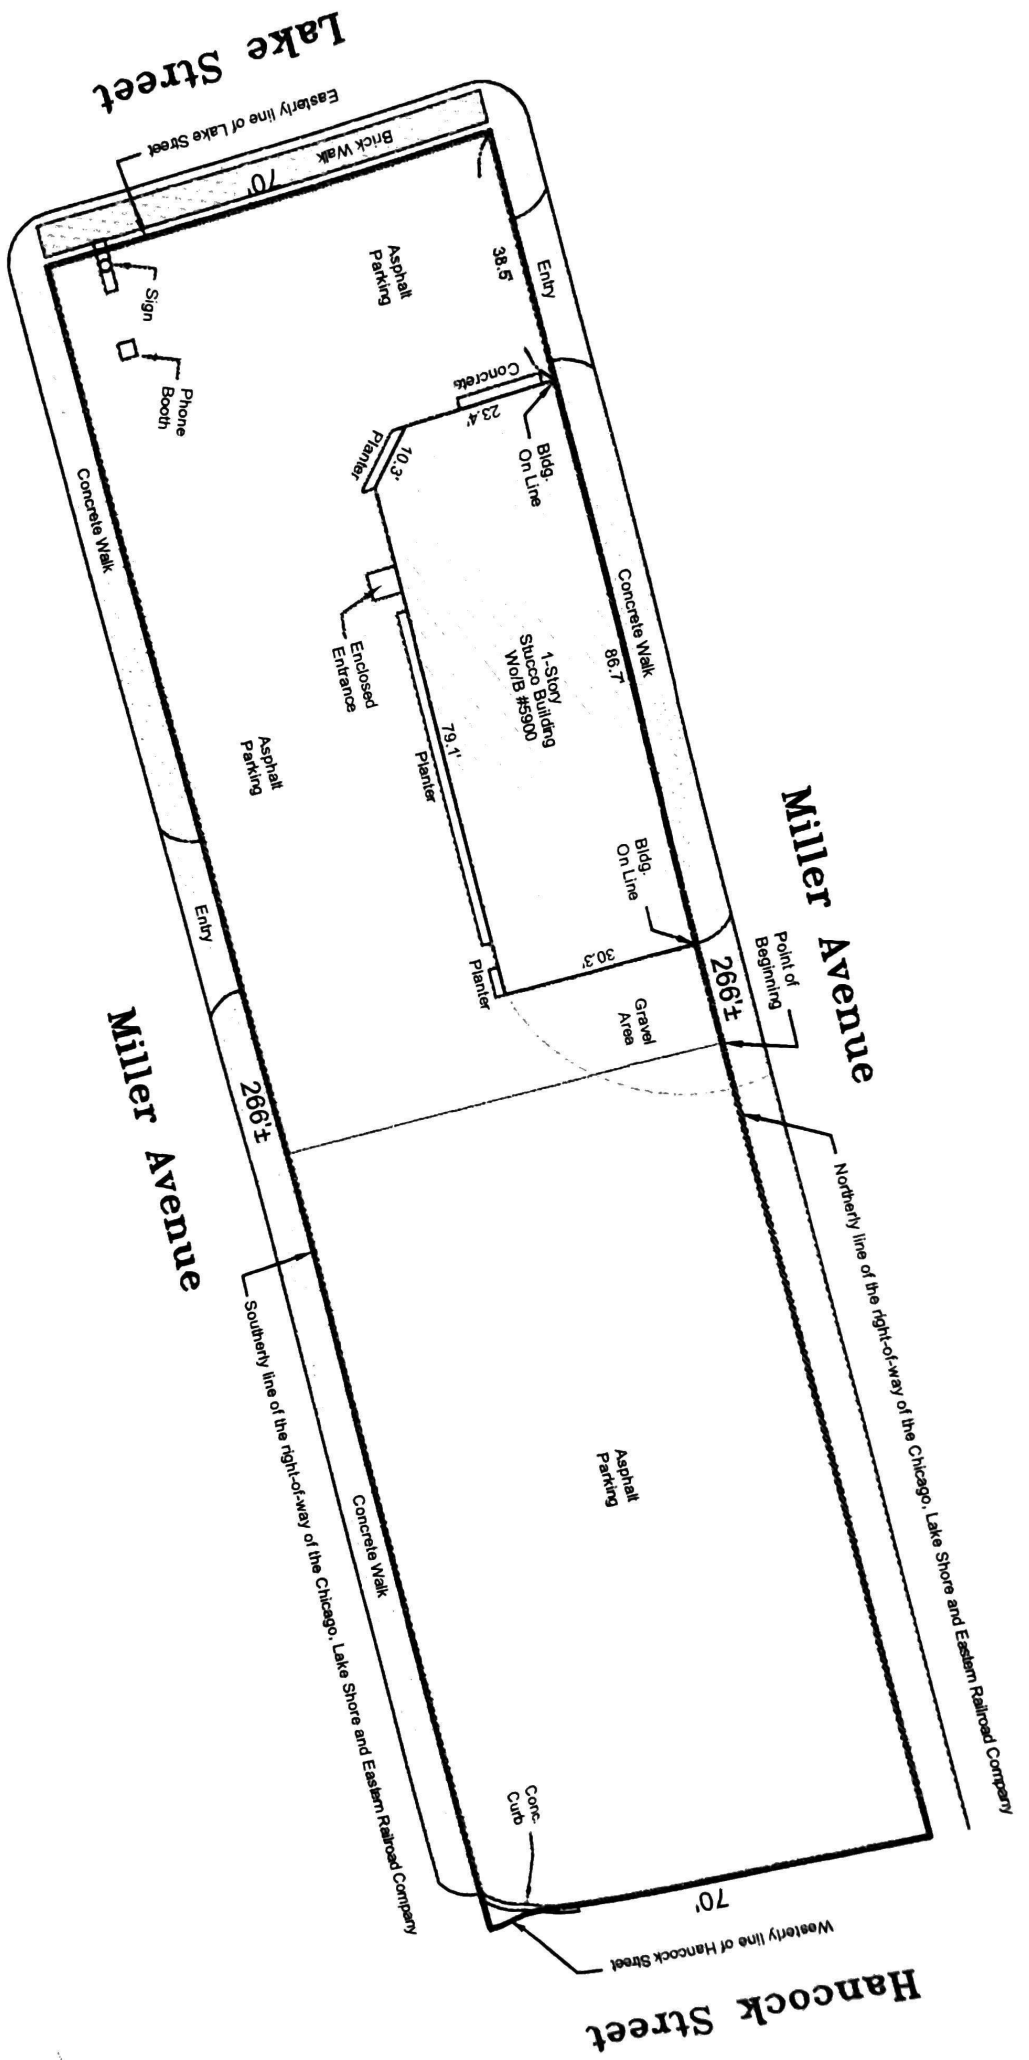 Lake Street
Easterly line of Lake Street
Brick Walk
70'
Asphalt
Parking
38.5'
Entry
Sign
Phone
Booth
Concrete
23.4'
Bldg.
On Line
Planter
10.3'
Concrete Walk
Concrete Walk
Enclosed
Entrance
1-Story
Stucco Building
Wo/B #5900
86.7'
79.1'
Planter
Asphalt
Parking
Miller Avenue
Bldg.
On Line
Entry
30.3'
Planter
Gravel
Area
266'±
Point of
Beginning
Miller Avenue
266'±
Northerly line of the right-of-way of the Chicago, Lake Shore and Eastern Railroad Company
Southerly line of the right-of-way of the Chicago, Lake Shore and Eastern Railroad Company
Asphalt
Parking
Concrete Walk
Conc.
Curb
70'
Westerly line of Hancock Street
Hancock Street